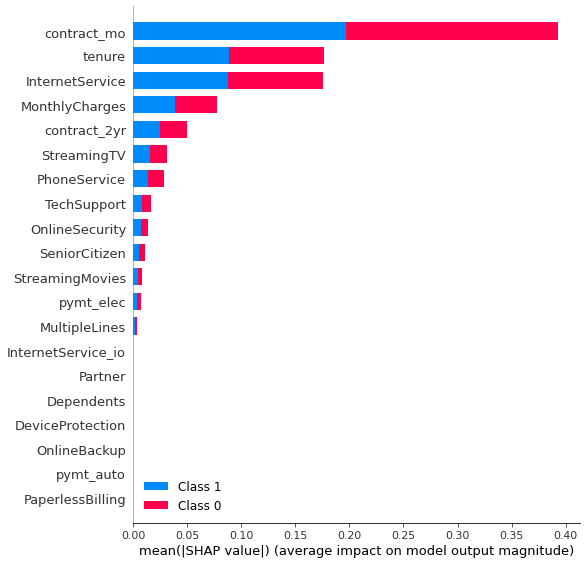 contract_mo
tenure
InternetService
MonthlyCharges
contract_2yr
StreamingTV
PhoneService
TechSupport
OnlineSecurity
SeniorCitizen
StreamingMovies
pymt_elec
MultipleLines
InternetService_io
Partner
Dependents
DeviceProtection
OnlineBackup
pymt_auto
PaperlessBilling
Class 1
Class 0
0.00 0.05 0.10 0.15 0.20 0.25 0.30 0.35 0.40
mean(|SHAP value|) (average impact on model output magnitude)